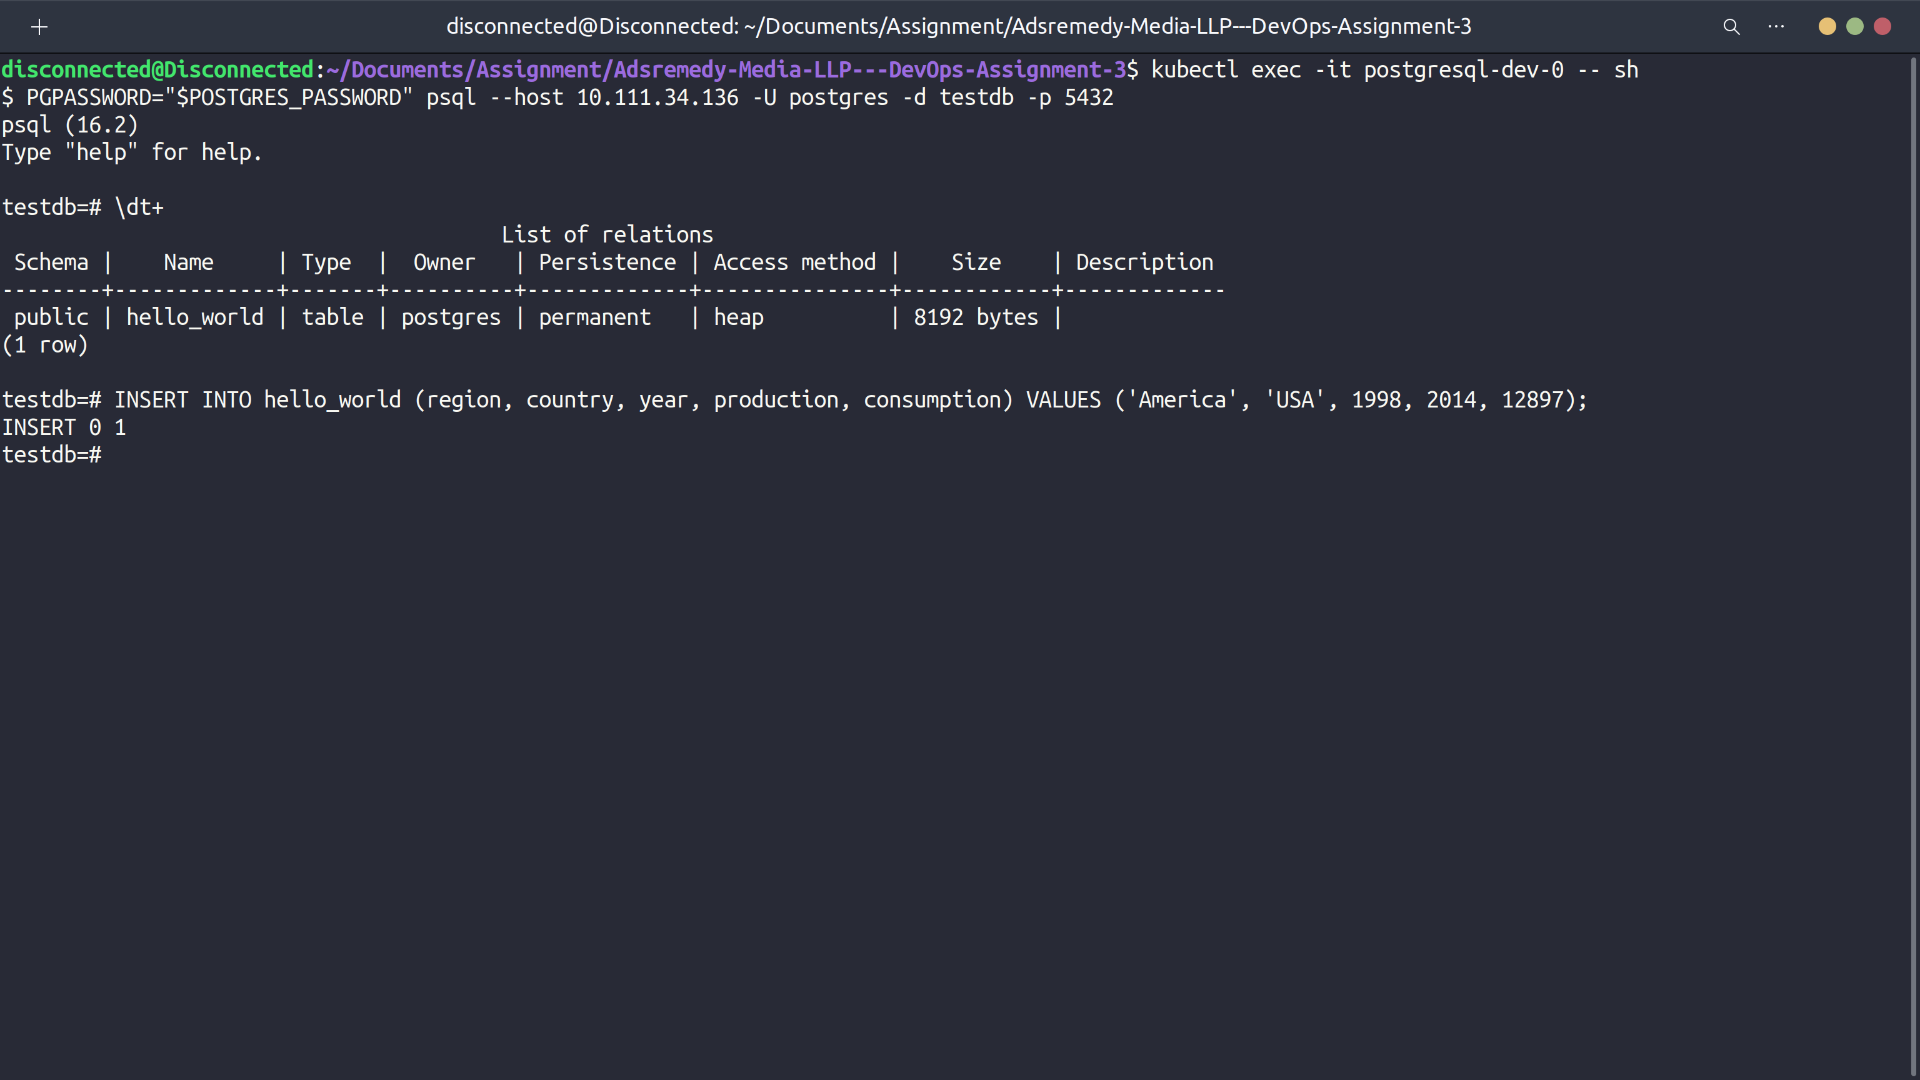 disconnected@Disconnected: ~/Documents/Assignment/Adsremedy-Media-LLP---DevOps-Assignment-3
disconnected@Disconnected:~/Documents/Assignment/Adsremedy-Media-LLP---DevOps-Assignment-3$ kubectl exec -it postgresql-dev-0 -- sh
$ PGPASSWORD="$POSTGRES_PASSWORD" psql --host 10.111.34.136 -U postgres -d testdb -p 5432
psql (16.2)
Type "help" for help.

testdb=# \dt+
                                        List of relations
 Schema |    Name     | Type  |  Owner   | Persistence | Access method |    Size    | Description
--------+-------------+-------+----------+-------------+---------------+------------+-------------
 public | hello_world | table | postgres | permanent   | heap          | 8192 bytes |
(1 row)

testdb=# INSERT INTO hello_world (region, country, year, production, consumption) VALUES ('America', 'USA', 1998, 2014, 12897);
INSERT 0 1
testdb=#